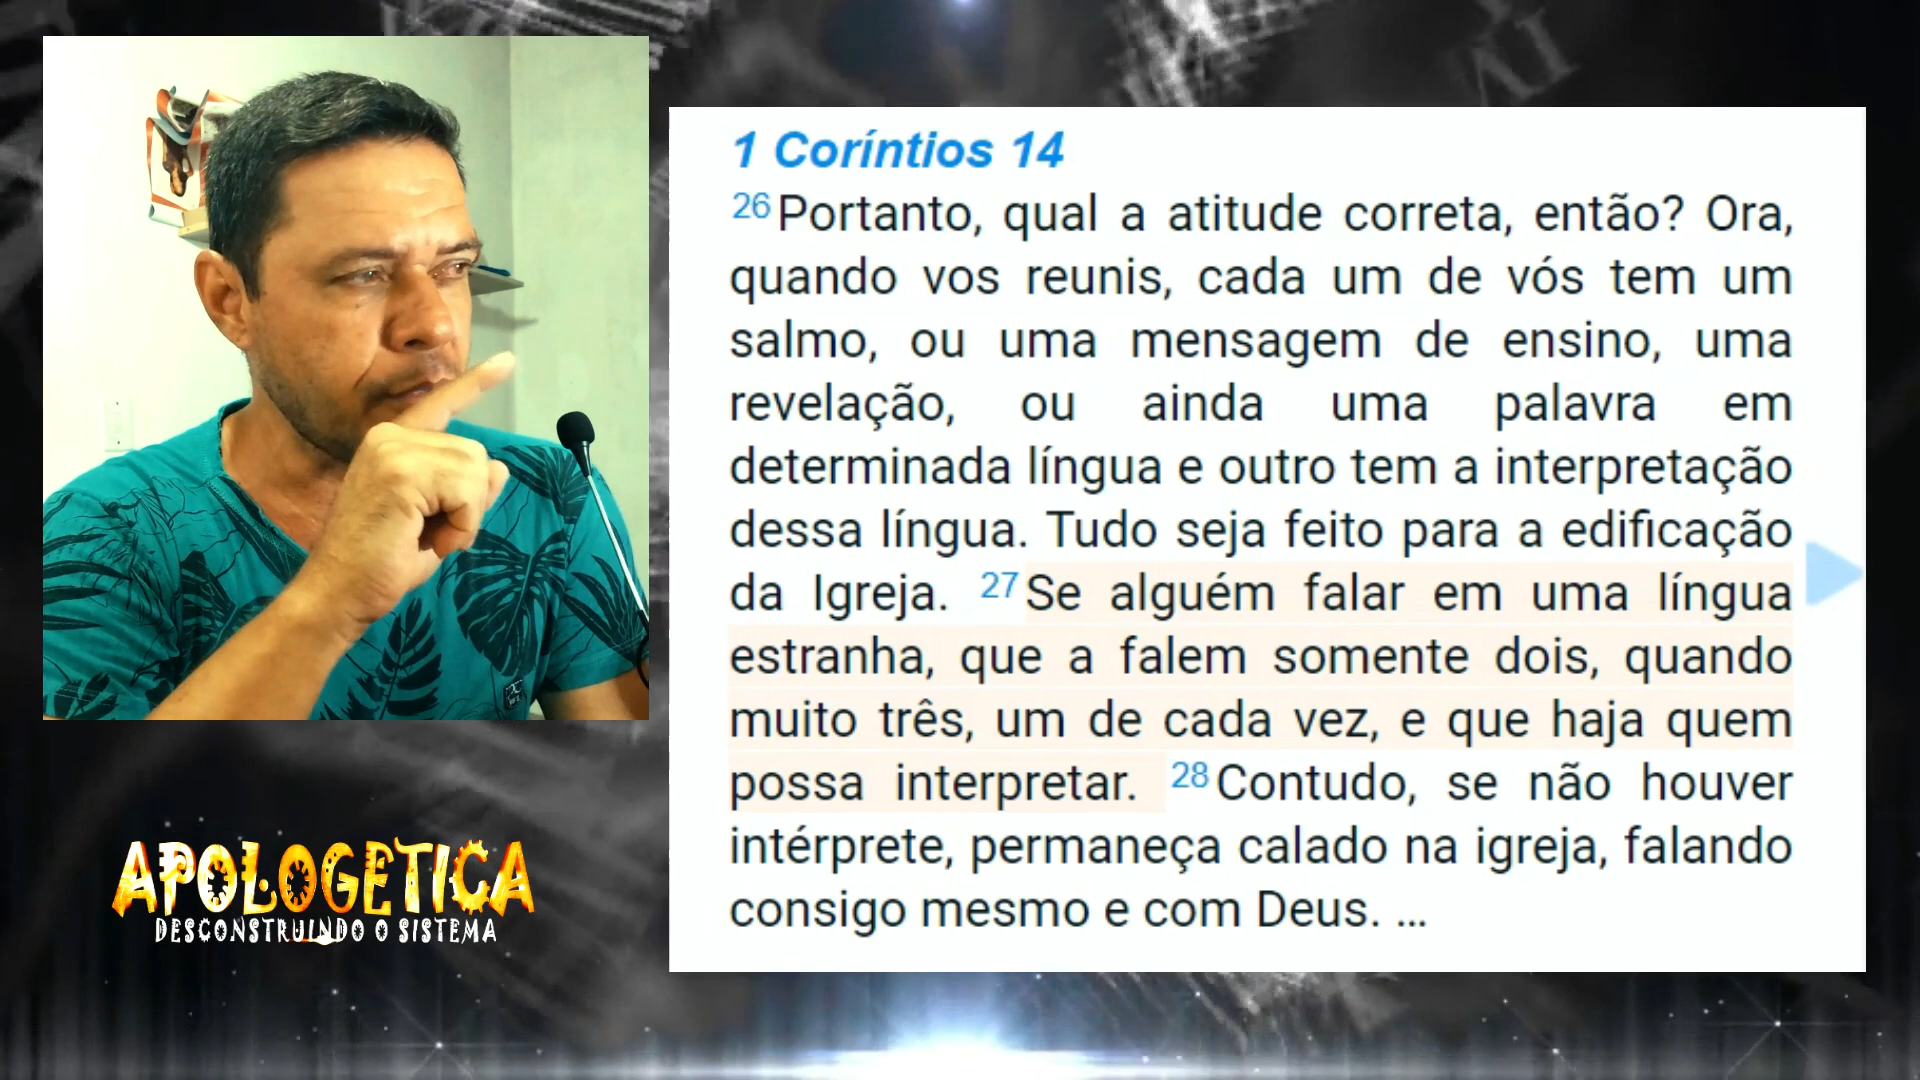 1 Coríntios 14
26 Portanto, qual a atitude correta, então? Ora,
quando vos reunis, cada um de vós tem um
salmo, ou uma mensagem de ensino, uma
revelação, ou ainda uma palavra em
determinada língua e outro tem a interpretação
dessa língua. Tudo seja feito para a edificação
da Igreja. 27 Se alguém falar em uma língua
estranha, que a falem somente dois, quando
muito três, um de cada vez, e que haja quem
possa interpretar. 28 Contudo, se não houver
intérprete, permaneça calado na igreja, falando
consigo mesmo e com Deus. ...
APOLOGETICA
DESCONSTRUINDO O SISTEMA